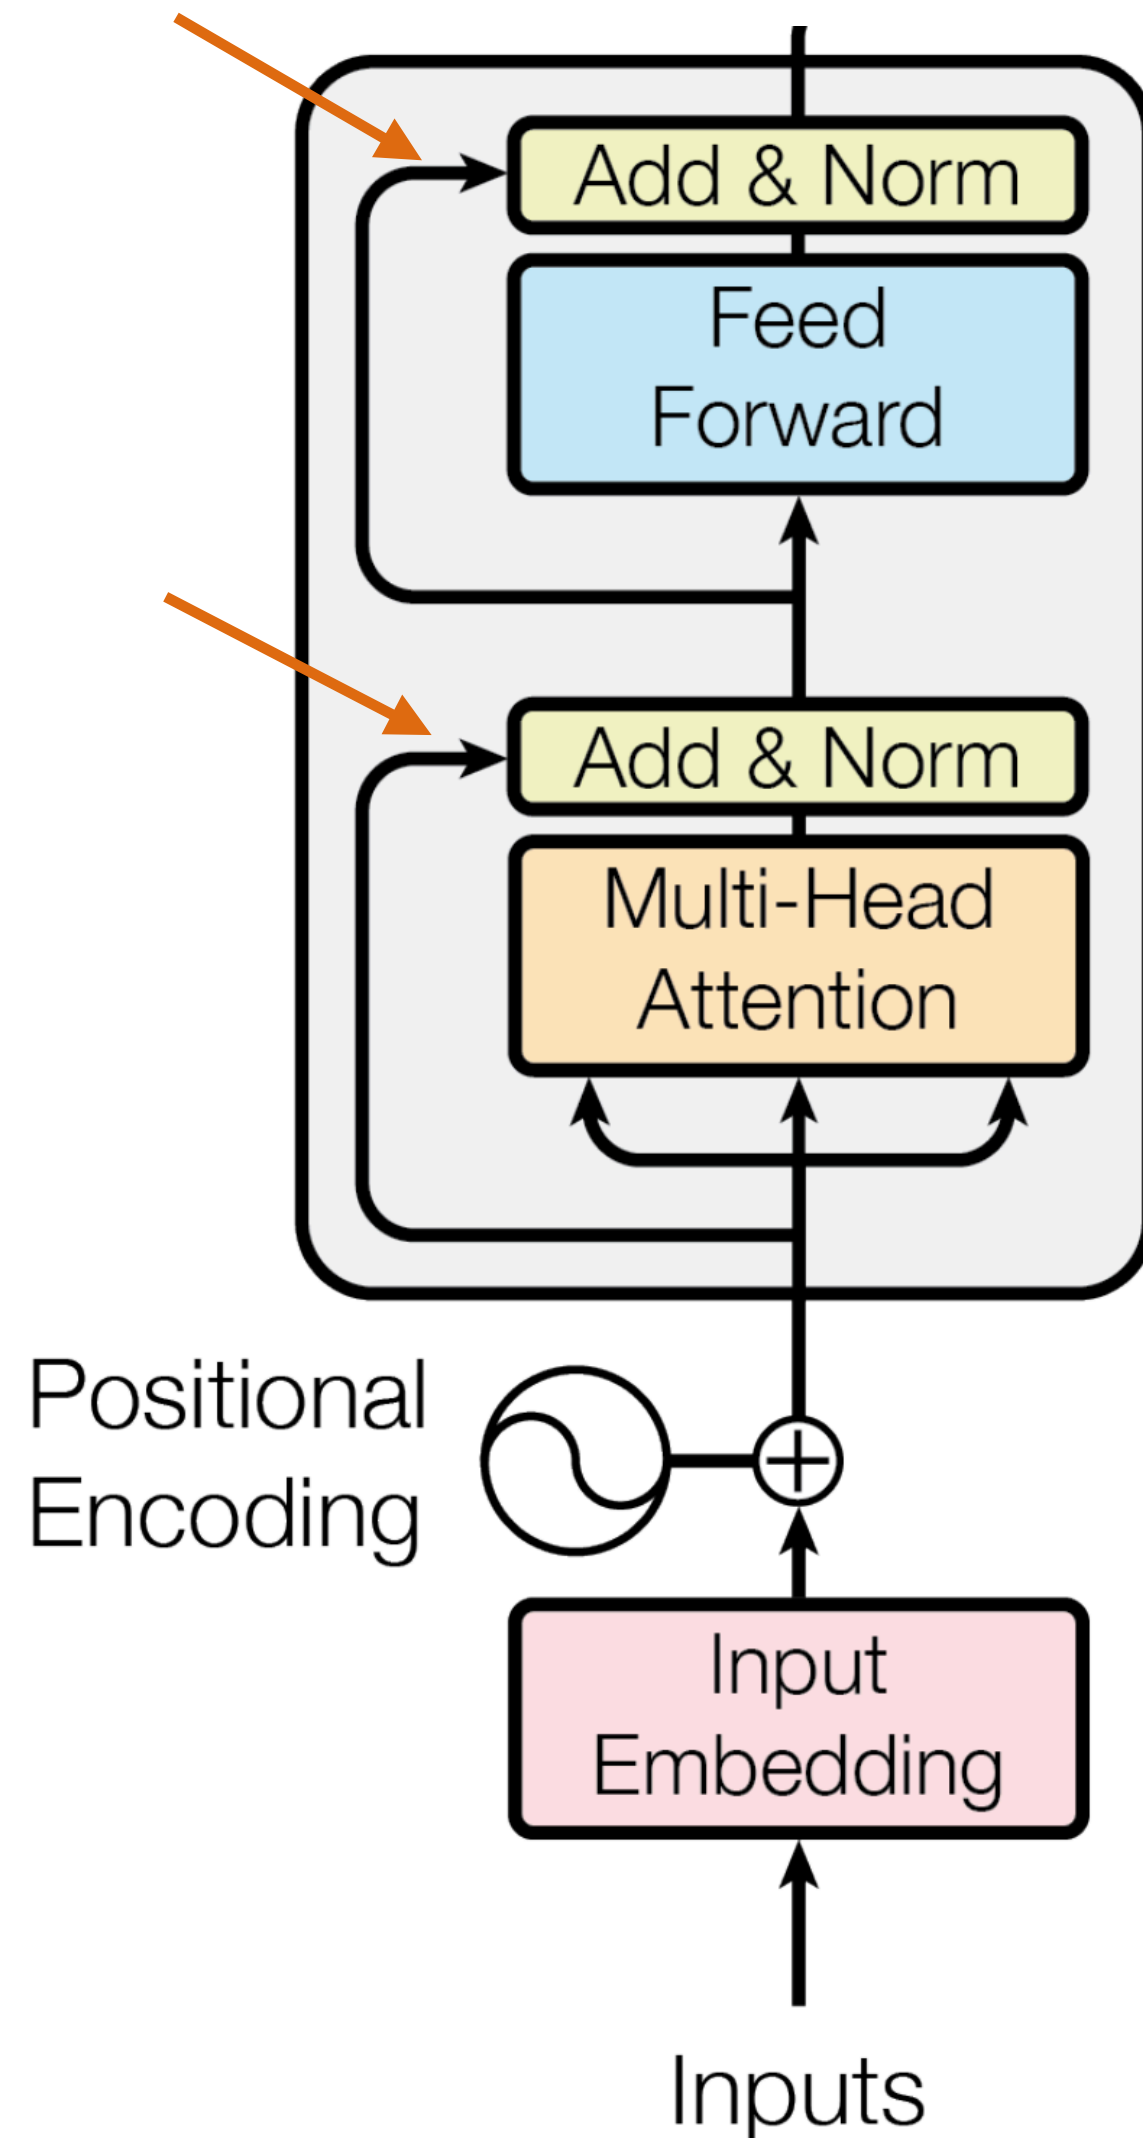 Add & Norm
Feed
Forward
Add & Norm
Multi-Head
Attention
Positional
Encoding
Input
Embedding
Inputs